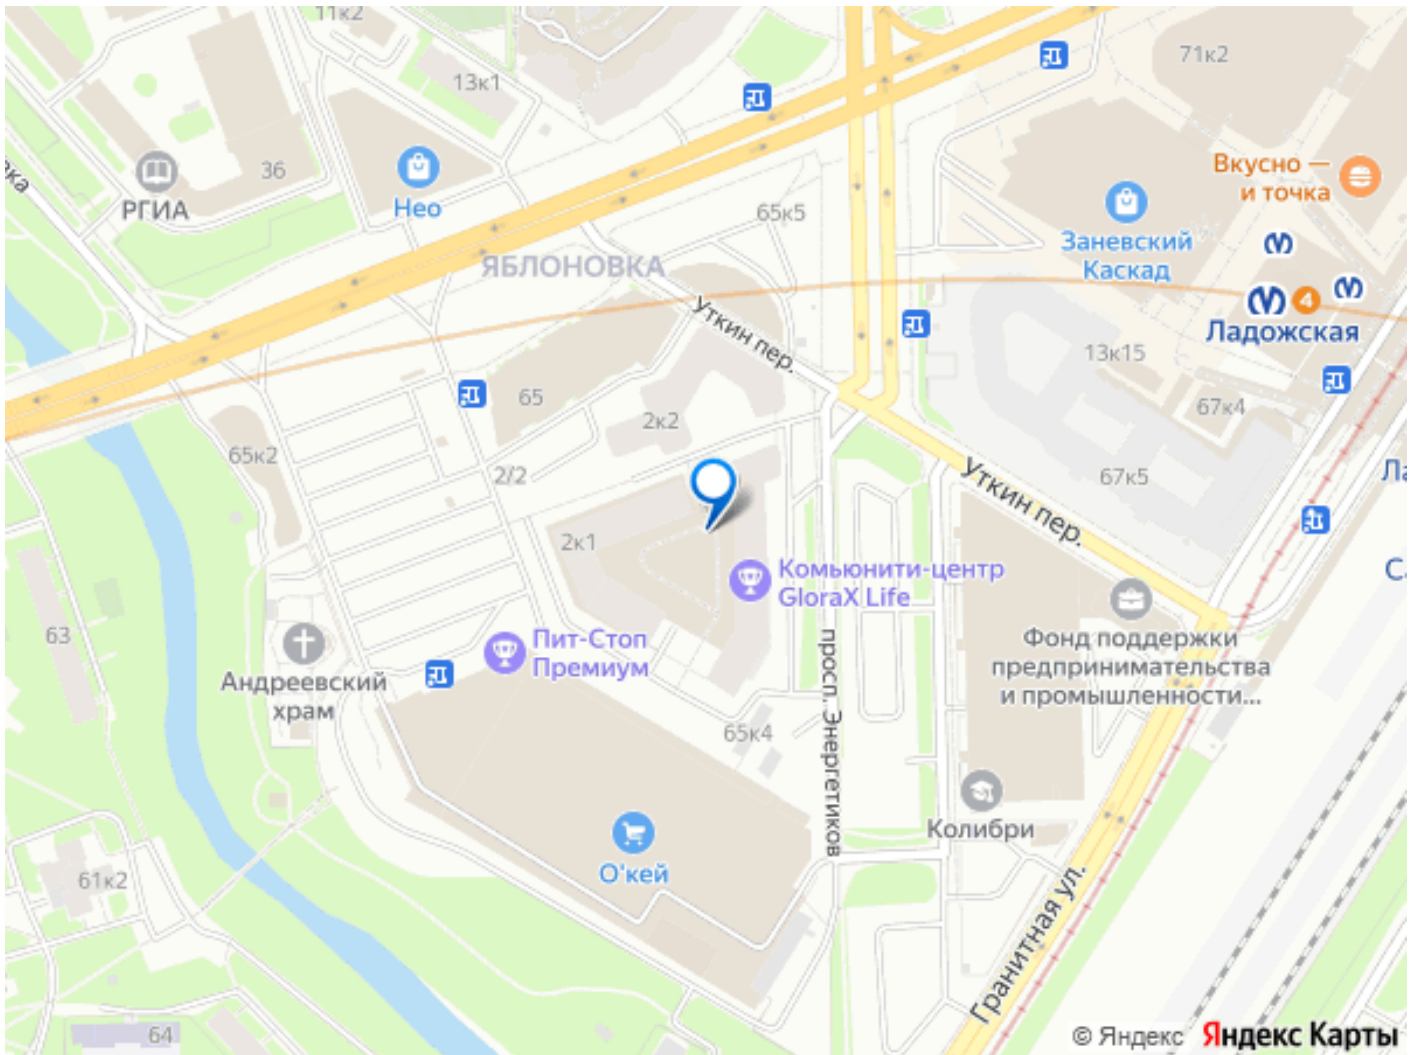 11к2
71к2
13к1
Вкусно —
и точка
36
РГИА
Нео
65к5
Заневский
Каскад
ЯБЛОНОВКА
4
Ладожская
Уткин пер.
13к15
65
67к4
2к2
65к2
2/2
67к5
Уткин пер.
2к1
Комьюнити-центр
GloraX Life
63
Пит-Стоп
Премиум
Фонд поддержки
предпринимательства
и промышленности...
Андреевский
храм
65к4
просп. Энергетиков
Колибри
О'кей
61к2
Гранитная ул.
64
© Яндекс Яндекс Карты